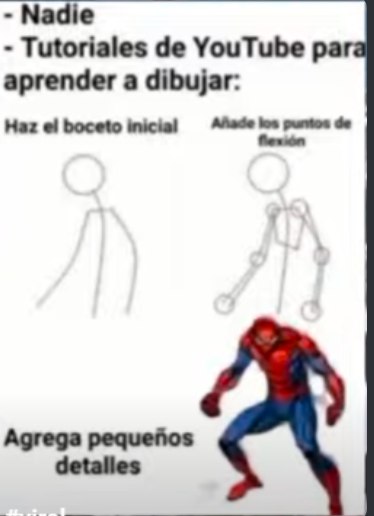 - Nadie
- Tutoriales de YouTube para
aprender a dibujar:
Haz el boceto inicial
Añade los puntos de
flexión
Agrega pequeños
detalles
#viral